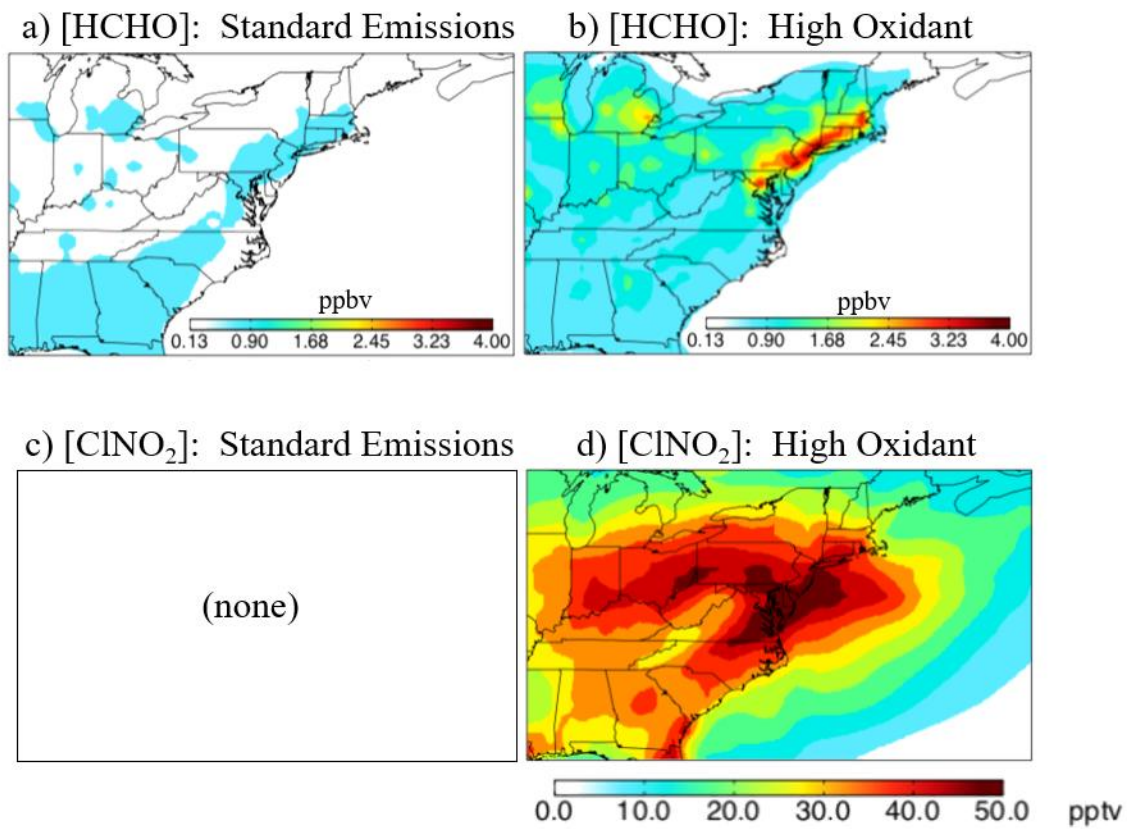 a) [HCHO]: Standard Emissions
b) [HCHO]: High Oxidant
ppbv
0.13 0.90 1.68 2.45 3.23 4.00
ppbv
0.13 0.90 1.68 2.45 3.23 4.00
c) [ClNO₂]: Standard Emissions
d) [ClNO₂]: High Oxidant
(none)
0.0 10.0 20.0 30.0 40.0 50.0 pptv